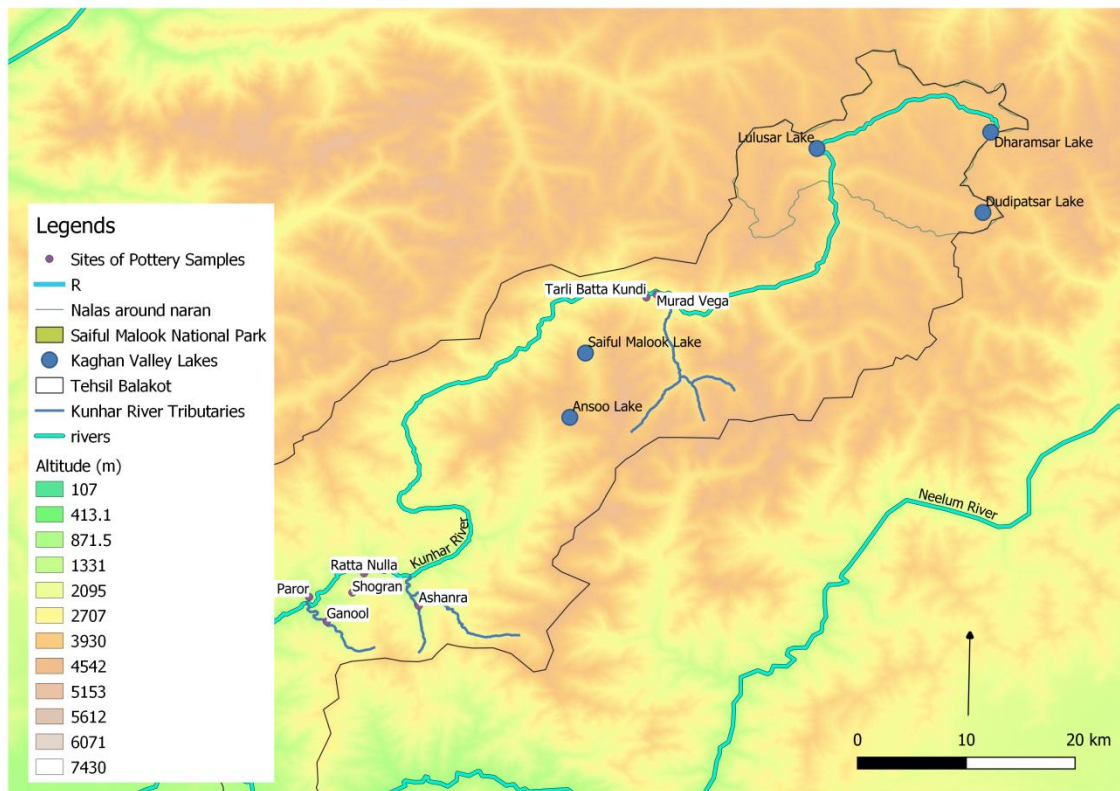 Lulusar Lake
Dharamsar Lake
Dudipatsar Lake
Tarli Batta Kundi
Murad Vega
Saiful Malook Lake
Ansoo Lake
Neelum River
Kunhar River
Ratta Nulla
Paror
Shogran
Ashanra
Ganool
Legends
Sites of Pottery Samples
R
Nalas around naran
Saiful Malook National Park
Kaghan Valley Lakes
Tehsil Balakot
Kunhar River Tributaries
rivers
Altitude (m)
107
413.1
871.5
1331
2095
2707
3930
4542
5153
5612
6071
7430
0 10 20 km